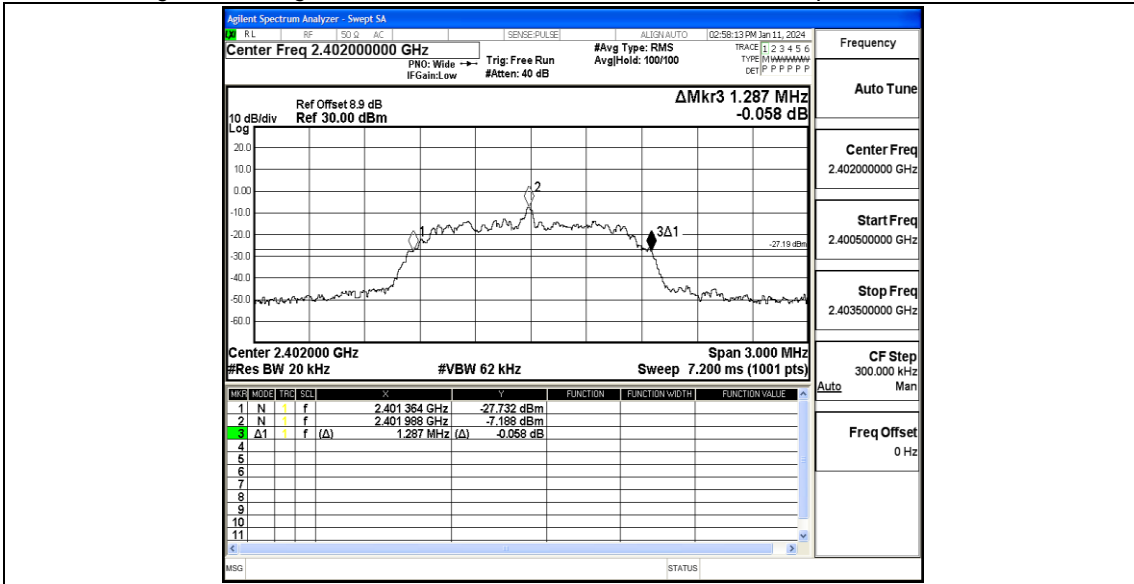 Agilent Spectrum Analyzer - Swept SA
LXI RL RF 50 Ω AC SENSE:PULSE ALIGN AUTO 02:58:13 PM Jan 11, 2024
Center Freq 2.402000000 GHz
PNO: Wide
IFGain:Low
Trig: Free Run
#Atten: 40 dB
#Avg Type: RMS
Avg|Hold: 100/100
TRACE 1 2 3 4 5 6
TYPE M WWWWW
DET P P P P P P
Frequency
Auto Tune
Center Freq
2.402000000 GHz
Start Freq
2.400500000 GHz
Stop Freq
2.403500000 GHz
CF Step
300.000 kHz
Auto Man
Freq Offset
0 Hz
ΔMkr3 1.287 MHz
-0.058 dB
Ref Offset 8.9 dB
10 dB/div Ref 30.00 dBm
Log
20.0
10.0
0.00
-10.0
-20.0
-30.0
-40.0
-50.0
-60.0
1
2
3Δ1
-27.19 dBm
Center 2.402000 GHz Span 3.000 MHz
#Res BW 20 kHz #VBW 62 kHz Sweep 7.200 ms (1001 pts)
MKR MODE TRC SCL X Y FUNCTION FUNCTION WIDTH FUNCTION VALUE
1 N 1 f 2.401 364 GHz -27.732 dBm
2 N 1 f 2.401 988 GHz -7.188 dBm
3 Δ1 1 f (Δ) 1.287 MHz (Δ) -0.058 dB
4
5
6
7
8
9
10
11
MSG STATUS